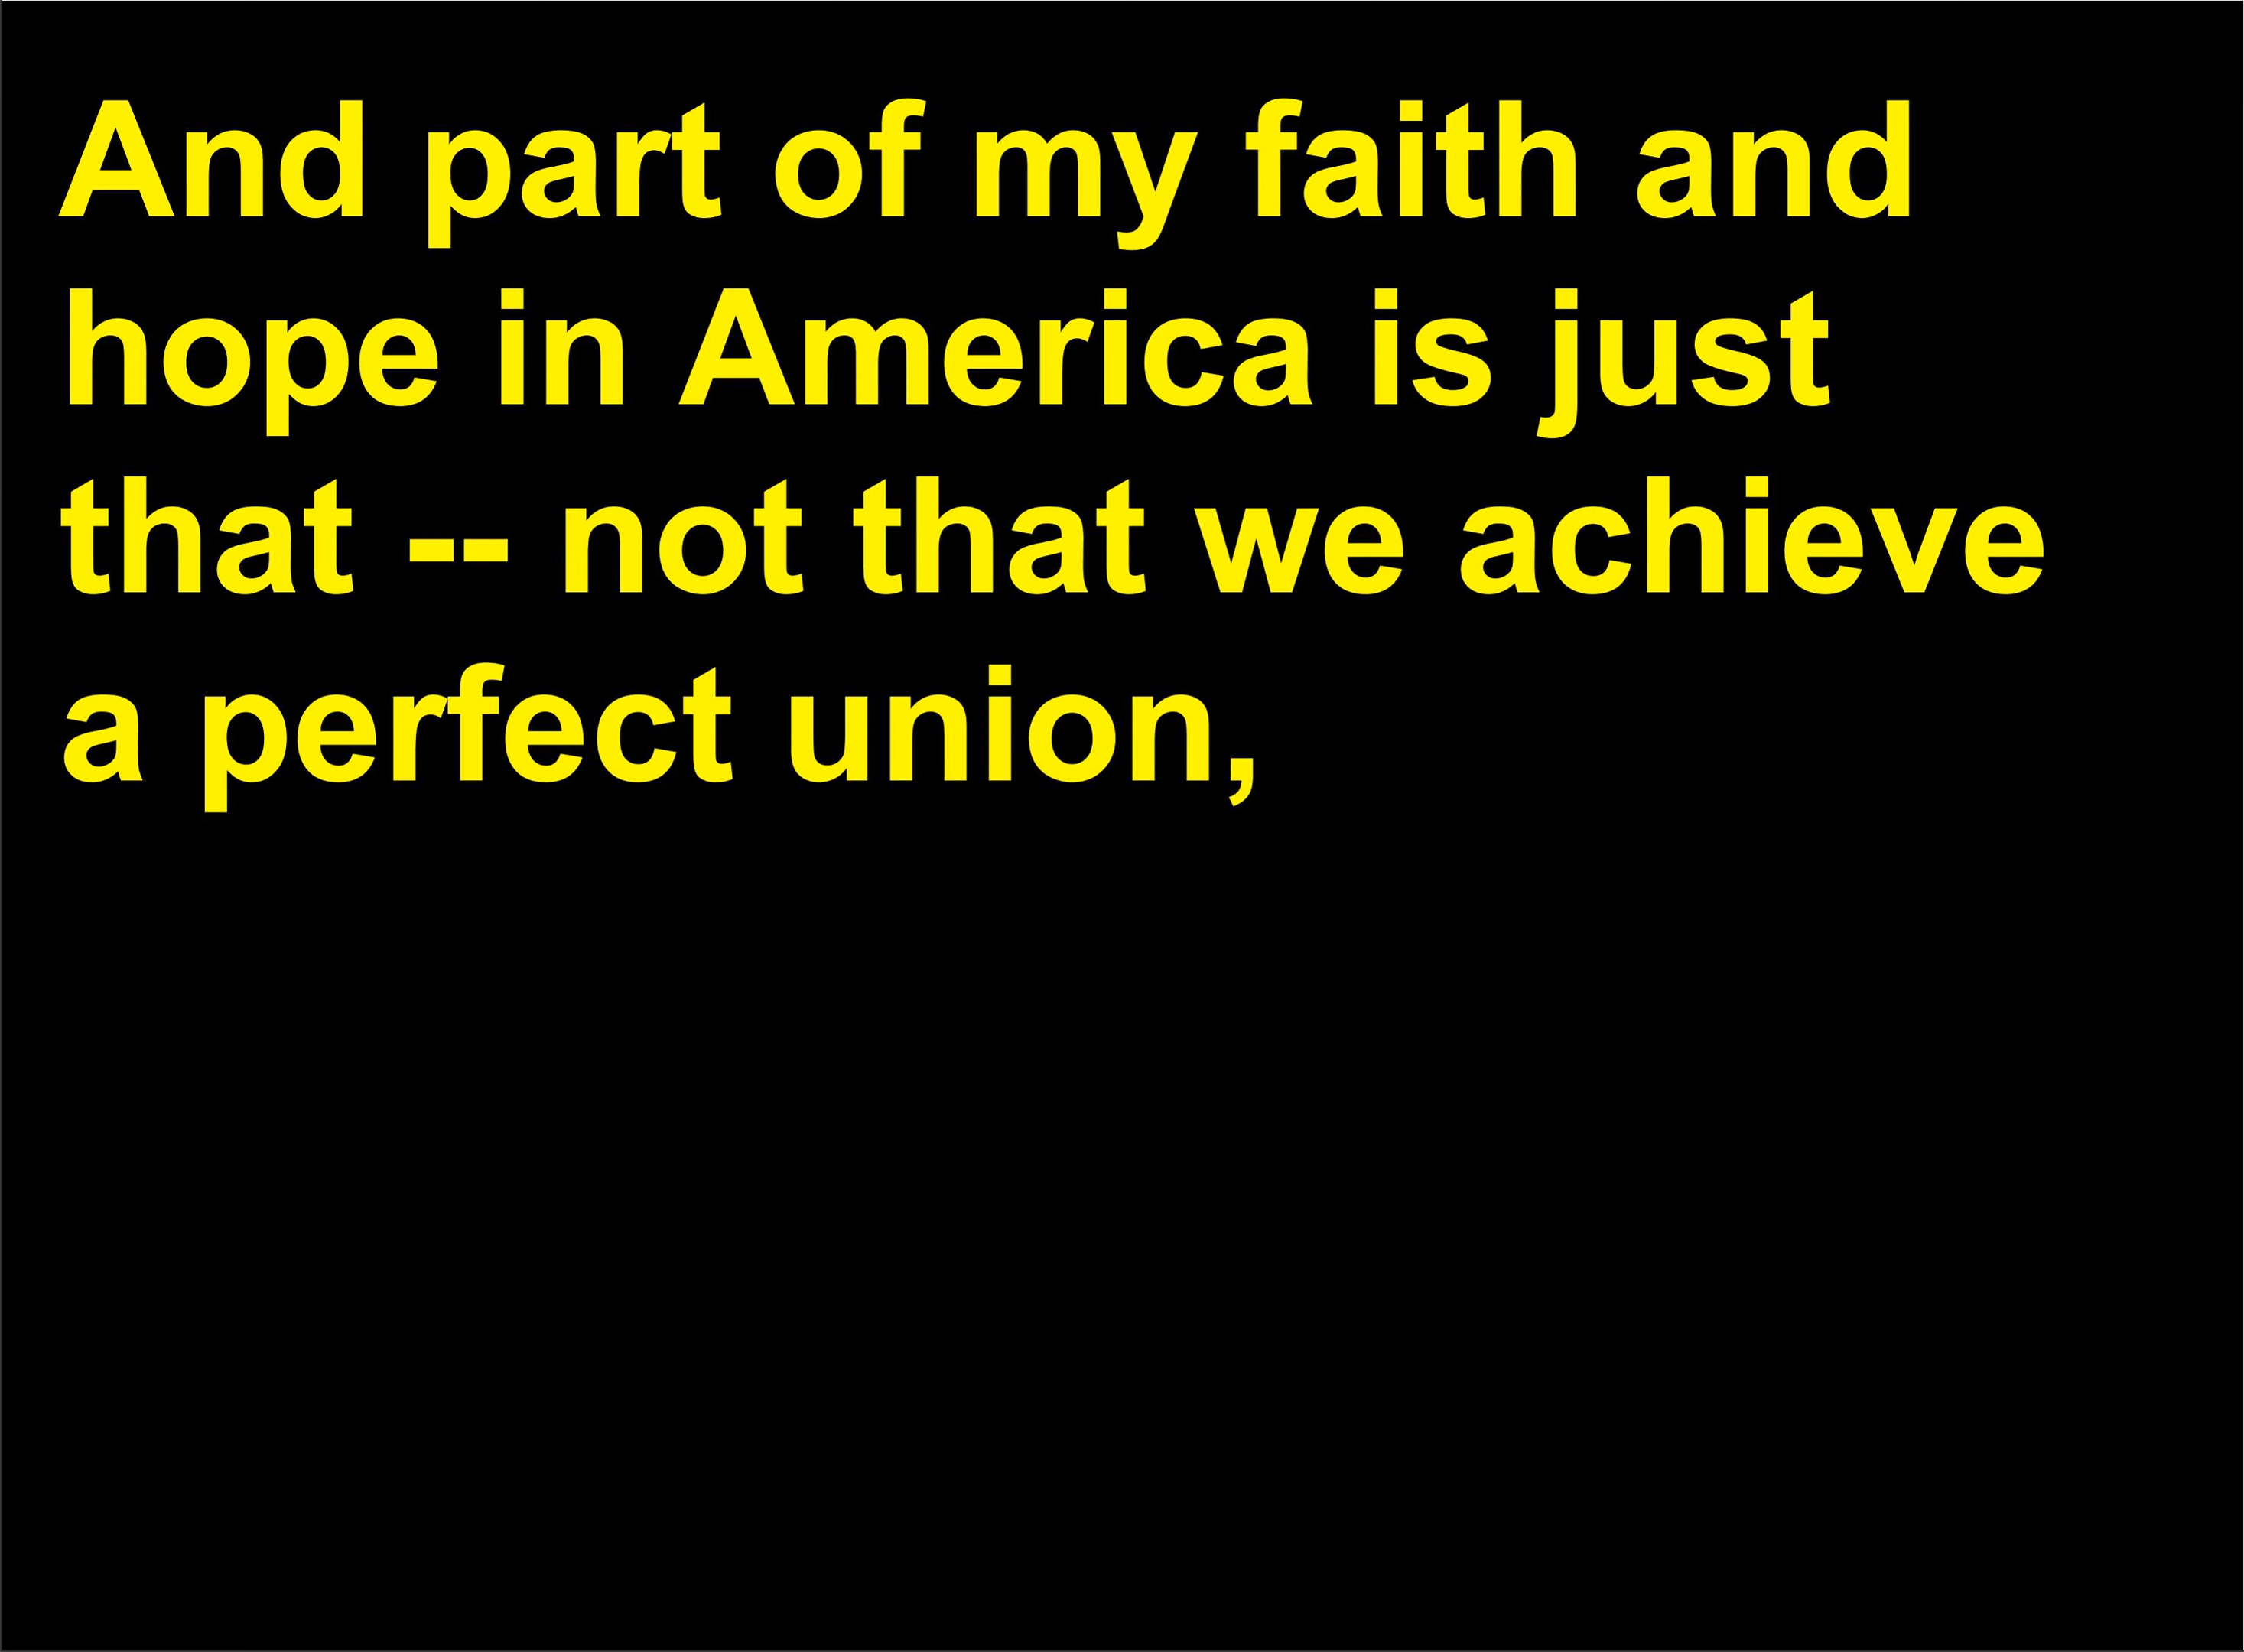 And part of my faith and
hope in America is just
that -- not that we achieve
a perfect union,